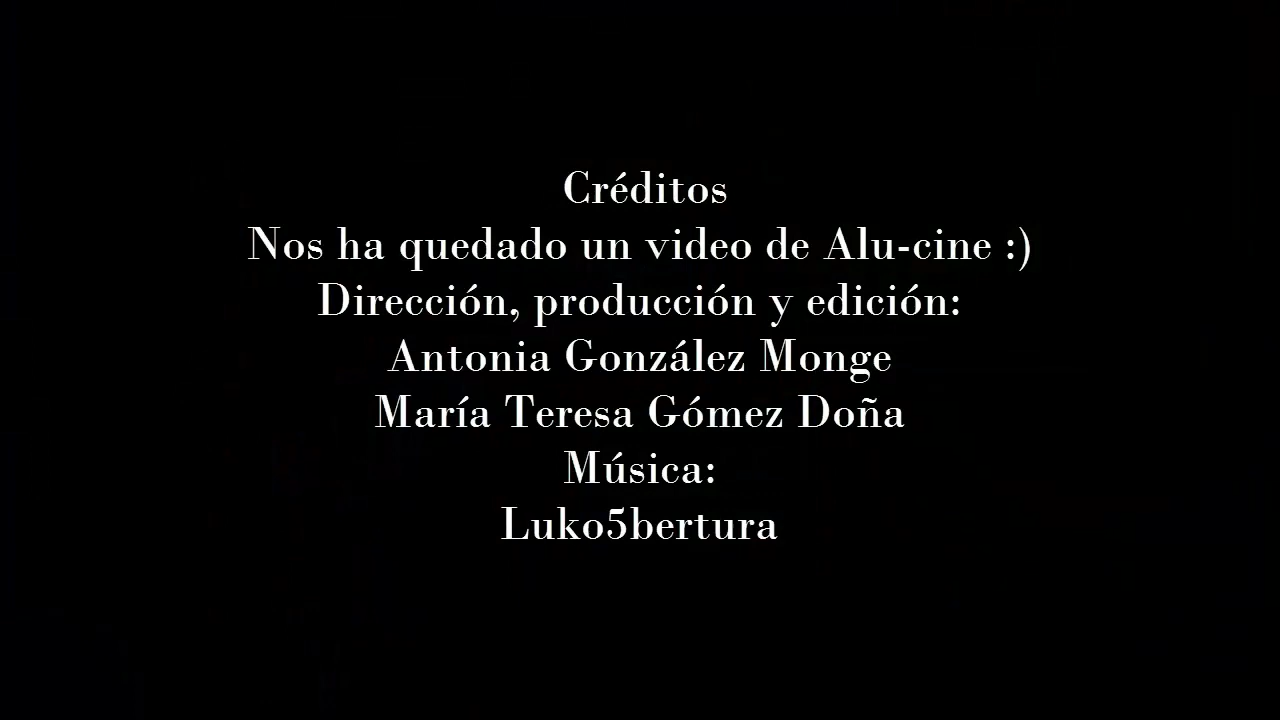 Créditos
Nos ha quedado un video de Alu-cine :)
Dirección, producción y edición:
Antonia González Monge
María Teresa Gómez Doña
Música:
Luko5bertura